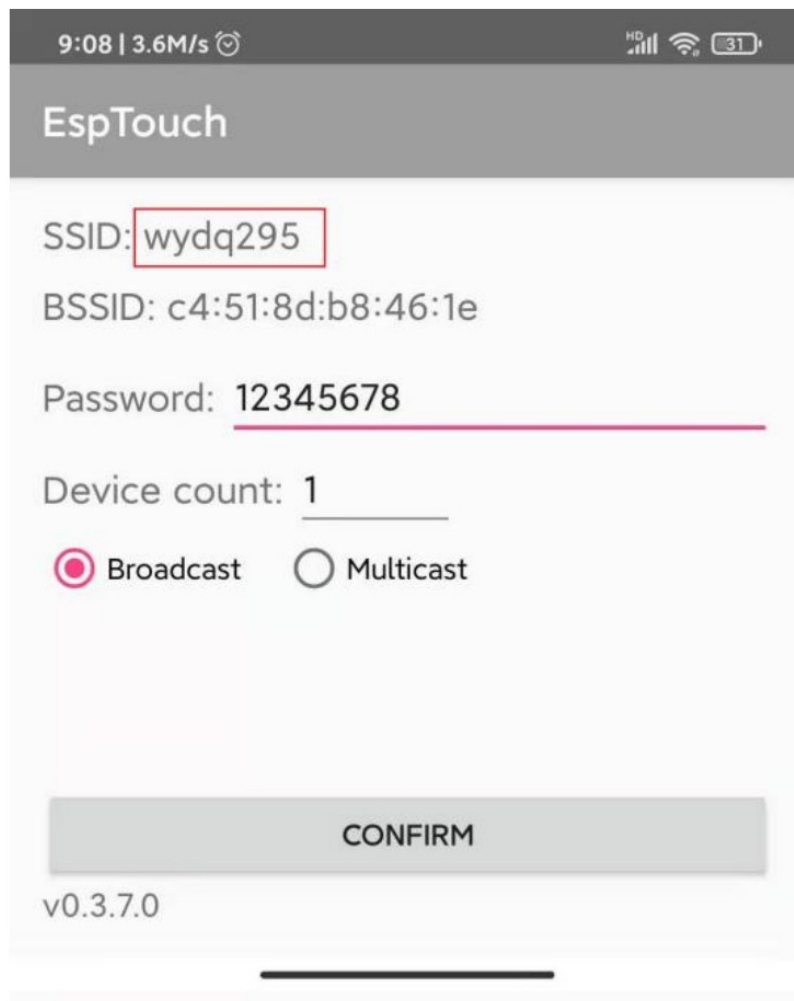 9:08 | 3.6M/s
HD
31
EspTouch
SSID: wydq295
BSSID: c4:51:8d:b8:46:1e
Password: 12345678
Device count: 1
Broadcast Multicast
CONFIRM
v0.3.7.0